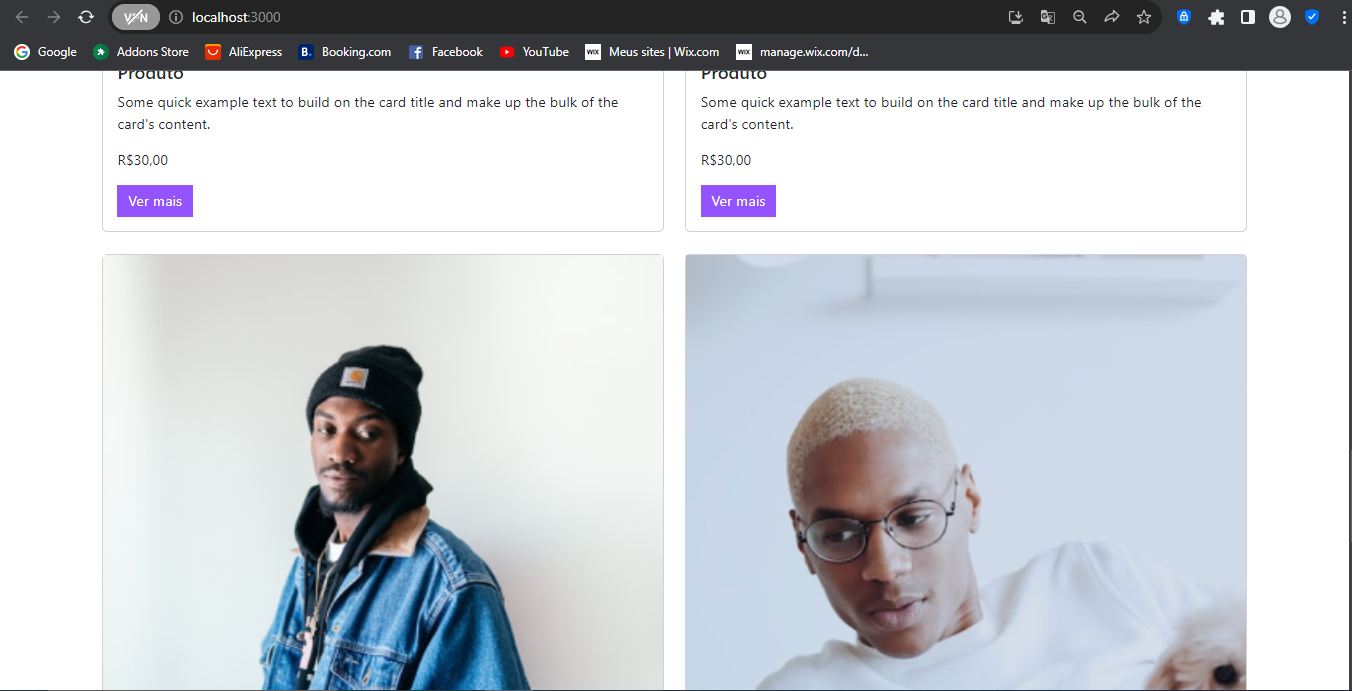 VPN
localhost:3000
Google
Addons Store
AliExpress
B. Booking.com
Facebook
YouTube
WiX Meus sites | Wix.com
WiX manage.wix.com/d...
Produto
Some quick example text to build on the card title and make up the bulk of the
card's content.
R$30,00
Ver mais
Produto
Some quick example text to build on the card title and make up the bulk of the
card's content.
R$30,00
Ver mais